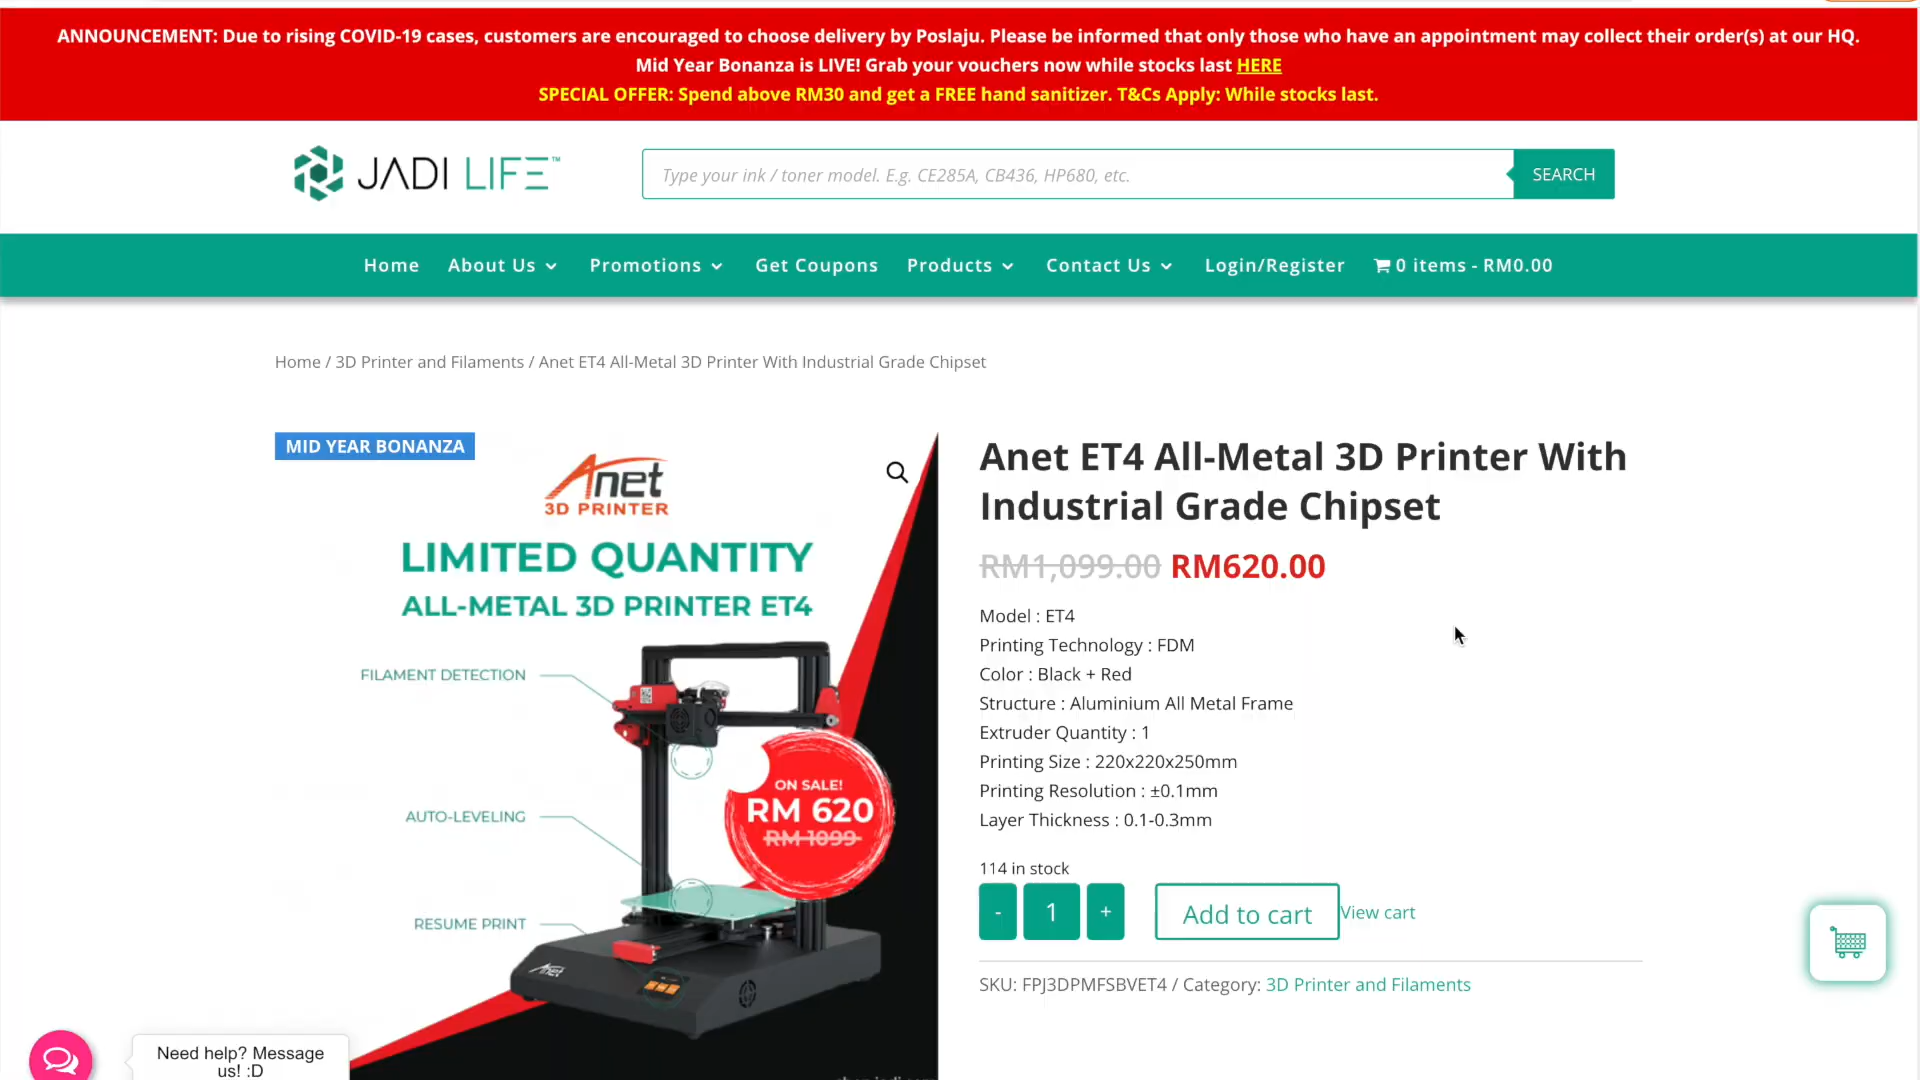 ANNOUNCEMENT: Due to rising COVID-19 cases, customers are encouraged to choose delivery by Poslaju. Please be informed that only those who have an appointment may collect their order(s) at our HQ.
Mid Year Bonanza is LIVE! Grab your vouchers now while stocks last HERE
SPECIAL OFFER: Spend above RM30 and get a FREE hand sanitizer. T&Cs Apply: While stocks last.
JADI LIFE™
Type your ink / toner model. E.g. CE285A, CB436, HP680, etc.
SEARCH
Home About Us Promotions Get Coupons Products Contact Us Login/Register 0 items - RM0.00
Home / 3D Printer and Filaments / Anet ET4 All-Metal 3D Printer With Industrial Grade Chipset
MID YEAR BONANZA
Anet
3D PRINTER
LIMITED QUANTITY
ALL-METAL 3D PRINTER ET4
FILAMENT DETECTION
AUTO-LEVELING
RESUME PRINT
ON SALE!
RM 620
RM 1099
Anet
Anet ET4 All-Metal 3D Printer With
Industrial Grade Chipset
RM1,099.00 RM620.00
Model : ET4
Printing Technology : FDM
Color : Black + Red
Structure : Aluminium All Metal Frame
Extruder Quantity : 1
Printing Size : 220x220x250mm
Printing Resolution : ±0.1mm
Layer Thickness : 0.1-0.3mm
114 in stock
- 1 + Add to cart View cart
SKU: FPJ3DPMFSBVET4 / Category: 3D Printer and Filaments
Need help? Message
us! :D